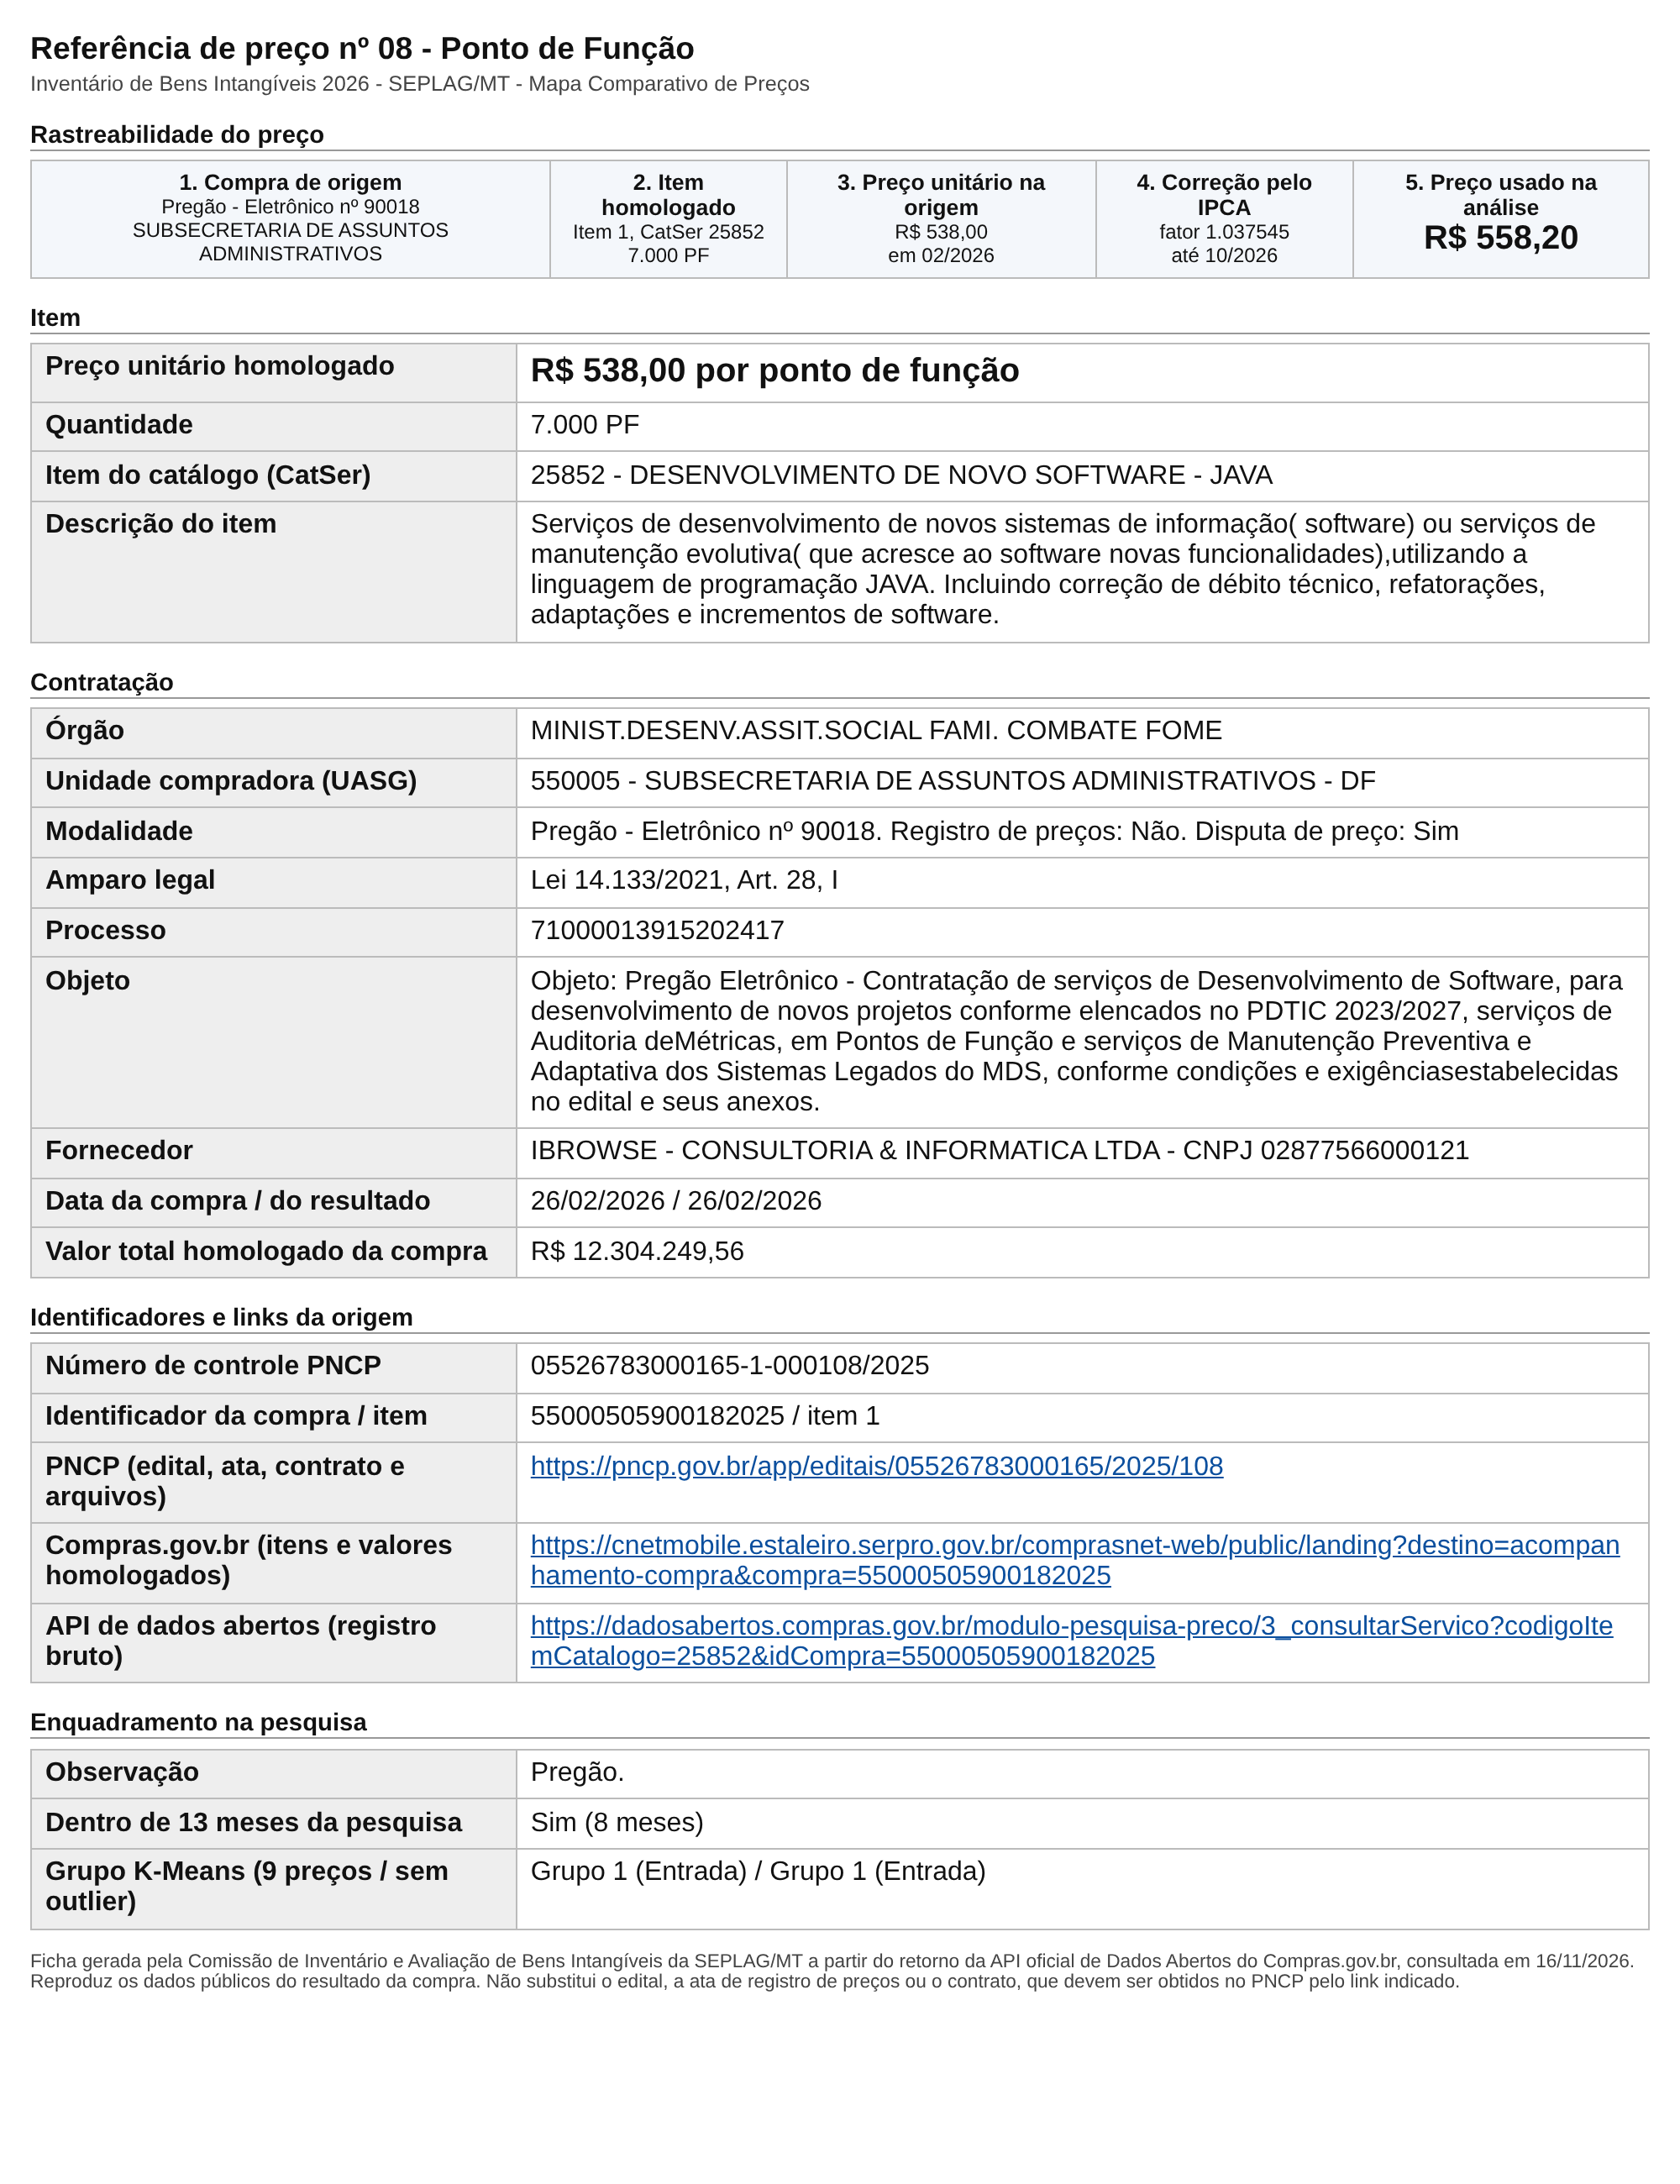 Referência de preço nº 08 - Ponto de Função
Inventário de Bens Intangíveis 2026 - SEPLAG/MT - Mapa Comparativo de Preços
Rastreabilidade do preço
1. Compra de origem
Pregão - Eletrônico nº 90018
SUBSECRETARIA DE ASSUNTOS
ADMINISTRATIVOS
2. Item
homologado
Item 1, CatSer 25852
7.000 PF
3. Preço unitário na
origem
R$ 538,00
em 02/2026
4. Correção pelo
IPCA
fator 1.037545
até 10/2026
5. Preço usado na
análise
R$ 558,20
Item
Preço unitário homologado
R$ 538,00 por ponto de função
Quantidade
7.000 PF
Item do catálogo (CatSer)
25852 - DESENVOLVIMENTO DE NOVO SOFTWARE - JAVA
Descrição do item
Serviços de desenvolvimento de novos sistemas de informação( software) ou serviços de
manutenção evolutiva( que acresce ao software novas funcionalidades),utilizando a
linguagem de programação JAVA. Incluindo correção de débito técnico, refatorações,
adaptações e incrementos de software.
Contratação
Órgão
MINIST.DESENV.ASSIT.SOCIAL FAMI. COMBATE FOME
Unidade compradora (UASG)
550005 - SUBSECRETARIA DE ASSUNTOS ADMINISTRATIVOS - DF
Modalidade
Pregão - Eletrônico nº 90018. Registro de preços: Não. Disputa de preço: Sim
Amparo legal
Lei 14.133/2021, Art. 28, I
Processo
71000013915202417
Objeto
Objeto: Pregão Eletrônico - Contratação de serviços de Desenvolvimento de Software, para
desenvolvimento de novos projetos conforme elencados no PDTIC 2023/2027, serviços de
Auditoria deMétricas, em Pontos de Função e serviços de Manutenção Preventiva e
Adaptativa dos Sistemas Legados do MDS, conforme condições e exigênciasestabelecidas
no edital e seus anexos.
Fornecedor
IBROWSE - CONSULTORIA & INFORMATICA LTDA - CNPJ 02877566000121
Data da compra / do resultado
26/02/2026 / 26/02/2026
Valor total homologado da compra
R$ 12.304.249,56
Identificadores e links da origem
Número de controle PNCP
05526783000165-1-000108/2025
Identificador da compra / item
55000505900182025 / item 1
PNCP (edital, ata, contrato e
arquivos)
https://pncp.gov.br/app/editais/05526783000165/2025/108
Compras.gov.br (itens e valores
homologados)
https://cnetmobile.estaleiro.serpro.gov.br/comprasnet-web/public/landing?destino=acompan
hamento-compra&compra=55000505900182025
API de dados abertos (registro
bruto)
https://dadosabertos.compras.gov.br/modulo-pesquisa-preco/3_consultarServico?codigoIte
mCatalogo=25852&idCompra=55000505900182025
Enquadramento na pesquisa
Observação
Pregão.
Dentro de 13 meses da pesquisa
Sim (8 meses)
Grupo K-Means (9 preços / sem
outlier)
Grupo 1 (Entrada) / Grupo 1 (Entrada)
Ficha gerada pela Comissão de Inventário e Avaliação de Bens Intangíveis da SEPLAG/MT a partir do retorno da API oficial de Dados Abertos do Compras.gov.br, consultada em 16/11/2026.
Reproduz os dados públicos do resultado da compra. Não substitui o edital, a ata de registro de preços ou o contrato, que devem ser obtidos no PNCP pelo link indicado.